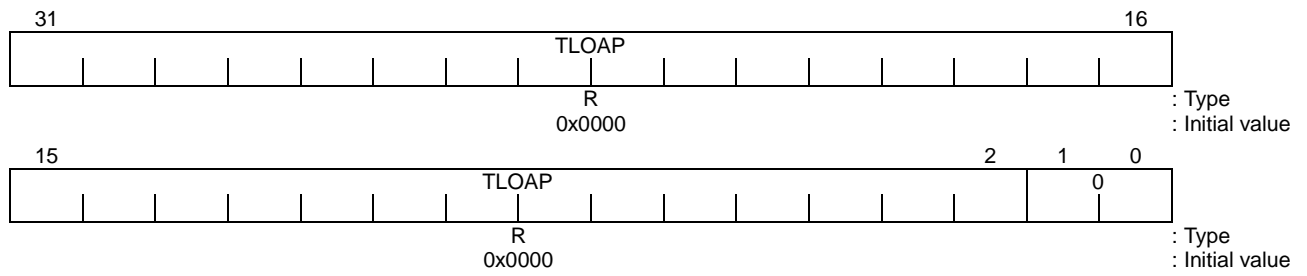 31 16
TLOAP
R : Type
0x0000 : Initial value
15 2 1 0
TLOAP 0
R : Type
0x0000 : Initial value